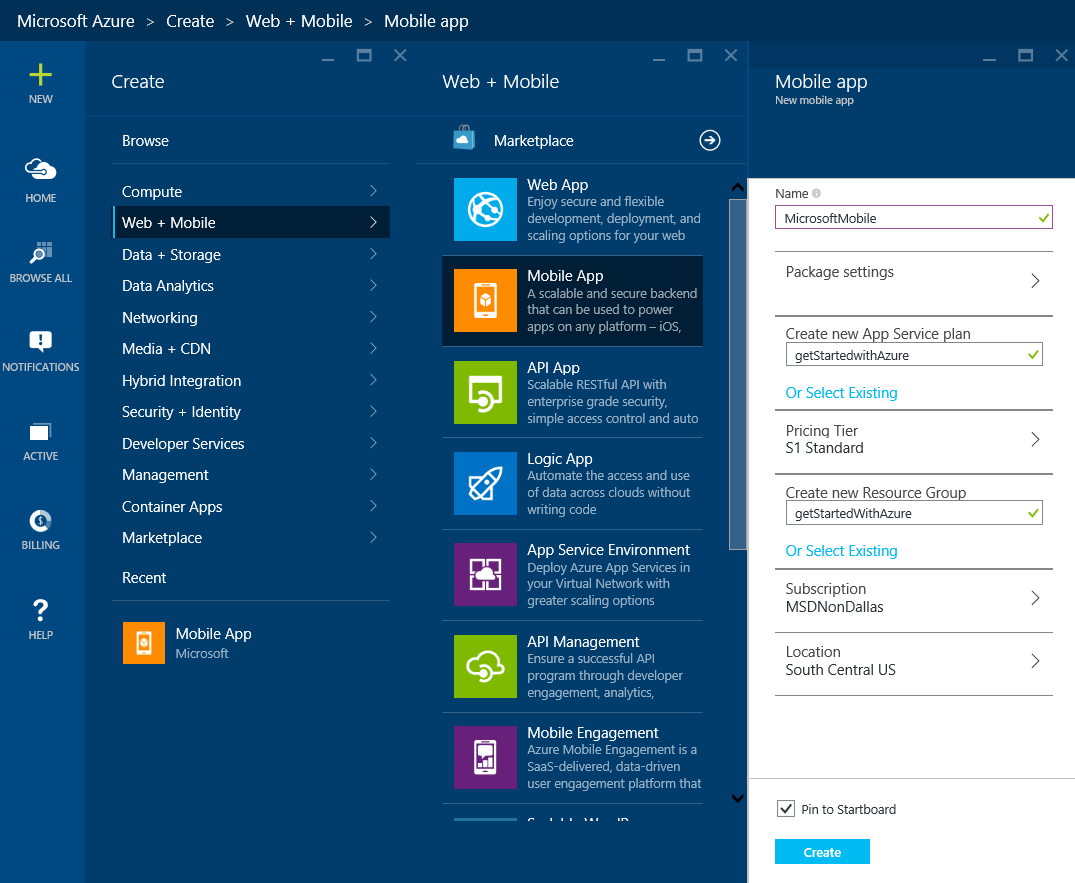 Microsoft Azure > Create > Web + Mobile > Mobile app
NEW
HOME
BROWSE ALL
NOTIFICATIONS
ACTIVE
BILLING
HELP
Create
Browse
Compute
Web + Mobile
Data + Storage
Data Analytics
Networking
Media + CDN
Hybrid Integration
Security + Identity
Developer Services
Management
Container Apps
Marketplace
Recent
Mobile App
Microsoft
Web + Mobile
Marketplace
Web App
Enjoy secure and flexible
development, deployment, and
scaling options for your web
Mobile App
A scalable and secure backend
that can be used to power
apps on any platform – iOS,
API App
Scalable RESTful API with
enterprise grade security,
simple access control and auto
Logic App
Automate the access and use
of data across clouds without
writing code
App Service Environment
Deploy Azure App Services in
your Virtual Network with
greater scaling options
API Management
Ensure a successful API
program through developer
engagement, analytics,
Mobile Engagement
Azure Mobile Engagement is a
SaaS-delivered, data-driven
user engagement platform that
Mobile app
New mobile app
Name
MicrosoftMobile
Package settings
Create new App Service plan
getStartedwithAzure
Or Select Existing
Pricing Tier
S1 Standard
Create new Resource Group
getStartedWithAzure
Or Select Existing
Subscription
MSDNonDallas
Location
South Central US
Pin to Startboard
Create